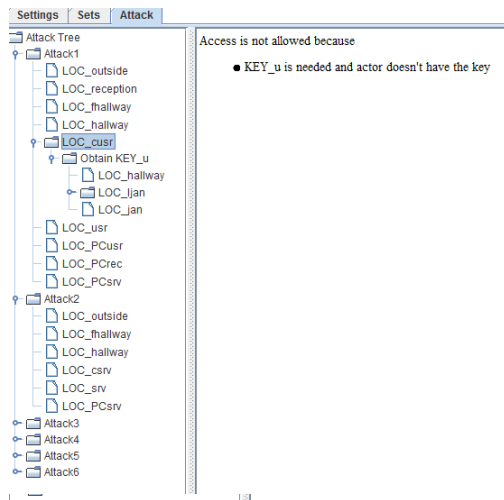 Settings Sets Attack
Attack Tree
Attack1
LOC_outside
LOC_reception
LOC_fhallway
LOC_hallway
LOC_cusr
Obtain KEY_u
LOC_hallway
LOC_ljan
LOC_jan
LOC_usr
LOC_PCusr
LOC_PCrec
LOC_PCsrv
Attack2
LOC_outside
LOC_fhallway
LOC_hallway
LOC_csrv
LOC_srv
LOC_PCsrv
Attack3
Attack4
Attack5
Attack6
Access is not allowed because
● KEY_u is needed and actor doesn't have the key